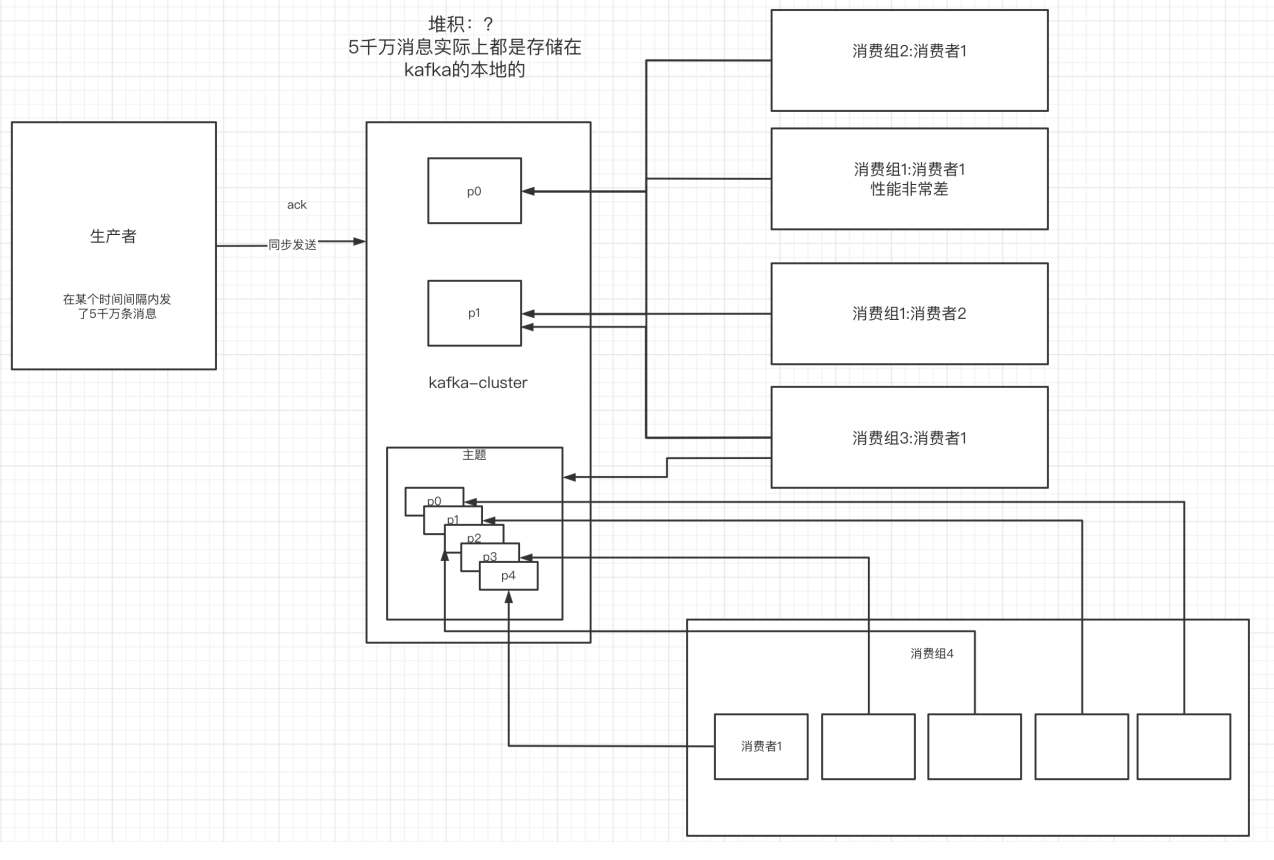 堆积：?
5千万消息实际上都是存储在
kafka的本地的
生产者
在某个时间间隔内发
了5千万条消息
ack
同步发送
p0
p1
kafka-cluster
主题
p0
p1
p2
p3
p4
消费组2:消费者1
消费组1:消费者1
性能非常差
消费组1:消费者2
消费组3:消费者1
消费组4
消费者1